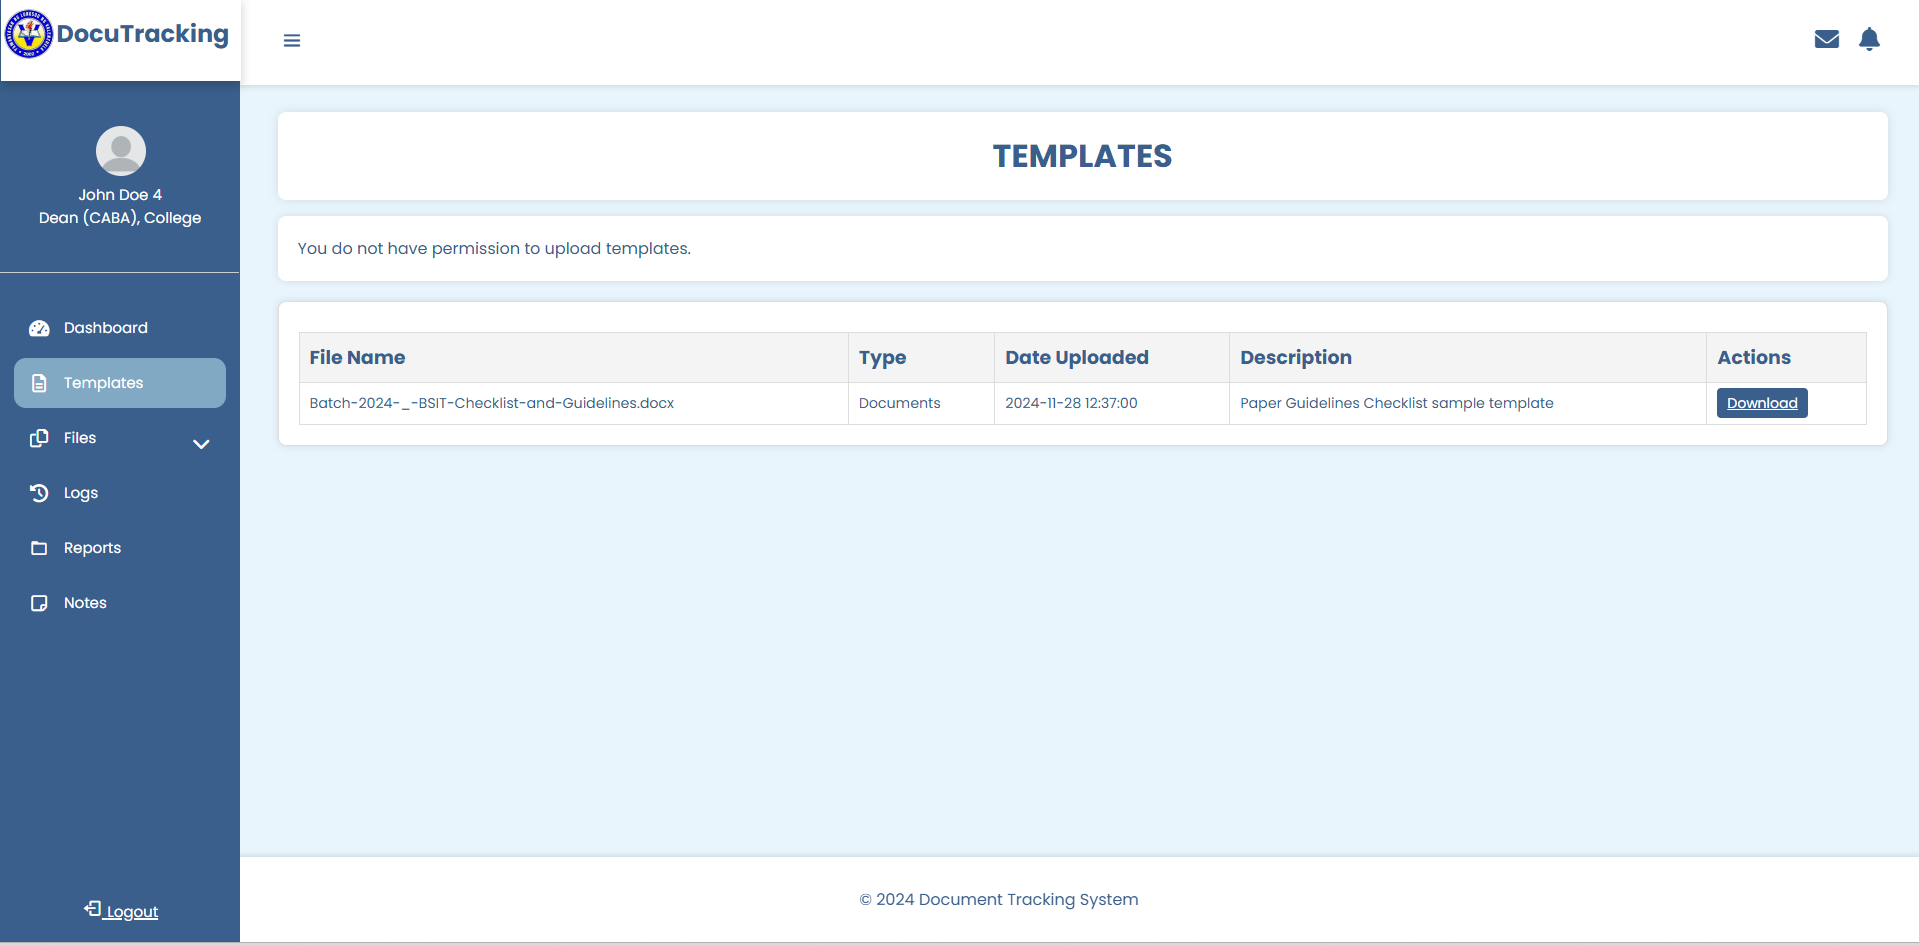 DocuTracking
John Doe 4
Dean (CABA), College
Dashboard
Templates
Files
Logs
Reports
Notes
Logout
TEMPLATES
You do not have permission to upload templates.
File Name Type Date Uploaded Description Actions
Batch-2024-_-BSIT-Checklist-and-Guidelines.docx Documents 2024-11-28 12:37:00 Paper Guidelines Checklist sample template Download
© 2024 Document Tracking System